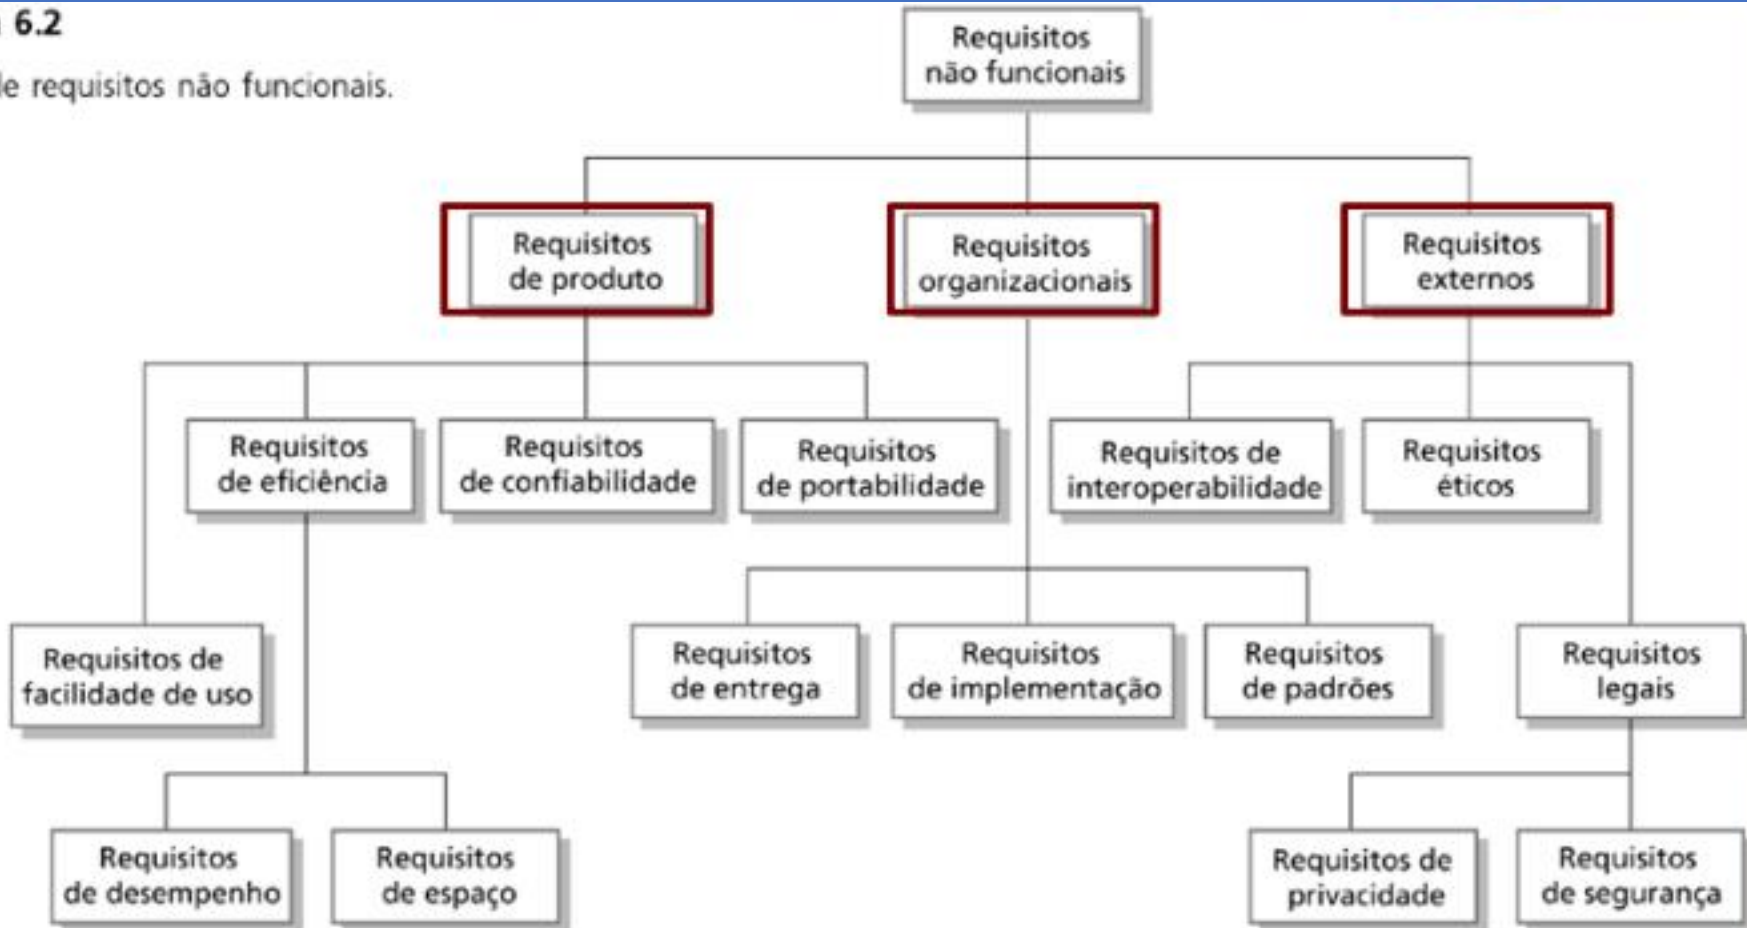 6.2
de requisitos não funcionais.
Requisitos
não funcionais
Requisitos
de produto
Requisitos
organizacionais
Requisitos
externos
Requisitos
de eficiência
Requisitos
de confiabilidade
Requisitos
de portabilidade
Requisitos de
interoperabilidade
Requisitos
éticos
Requisitos de
facilidade de uso
Requisitos
de entrega
Requisitos
de implementação
Requisitos
de padrões
Requisitos
legais
Requisitos
de desempenho
Requisitos
de espaço
Requisitos de
privacidade
Requisitos
de segurança